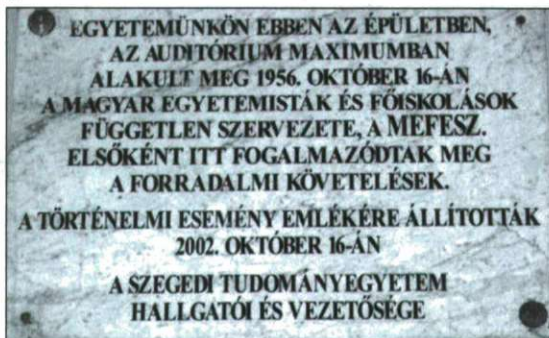 EGYETEMÜNKÖN EBBEN AZ ÉPÜLETBEN,
AZ AUDITÓRIUM MAXIMUMBAN
ALAKULT MEG 1956. OKTÓBER 16-ÁN
A MAGYAR EGYETEMISTÁK ÉS FŐISKOLÁSOK
FÜGGETLEN SZERVEZETE, A MEFESZ.
ELSŐKÉNT ITT FOGALMAZÓDTAK MEG
A FORRADALMI KÖVETELÉSEK.
A TÖRTÉNELMI ESEMÉNY EMLÉKÉRE ÁLLÍTOTTÁK
2002. OKTÓBER 16-ÁN
A SZEGEDI TUDOMÁNYEGYETEM
HALLGATÓI ÉS VEZETŐSÉGE